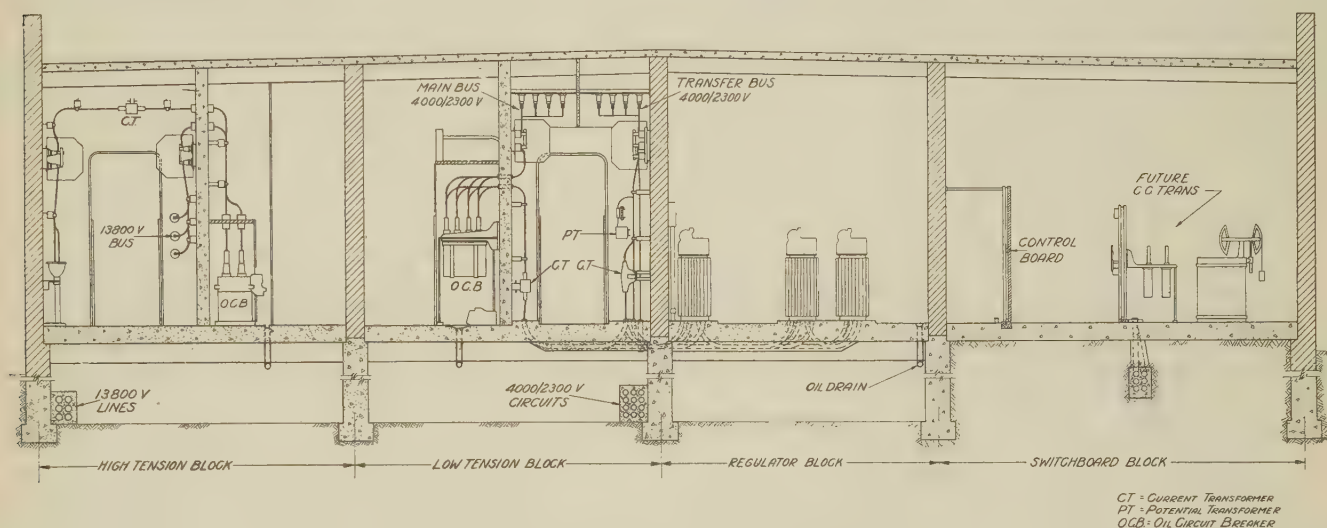 MAIN BUS
4000/2300 V
TRANSFER BUS
4000/2300 V
C.T.
13800 V
BUS
O.C.B
O.C.B
PT
C.T C.T.
FUTURE
C C TRANS
CONTROL
BOARD
13800 V
LINES
4000/2300 V
CIRCUITS
OIL DRAIN
HIGH TENSION BLOCK
LOW TENSION BLOCK
REGULATOR BLOCK
SWITCHBOARD BLOCK
CT = CURRENT TRANSFORMER
PT = POTENTIAL TRANSFORMER
OCB = OIL CIRCUIT BREAKER